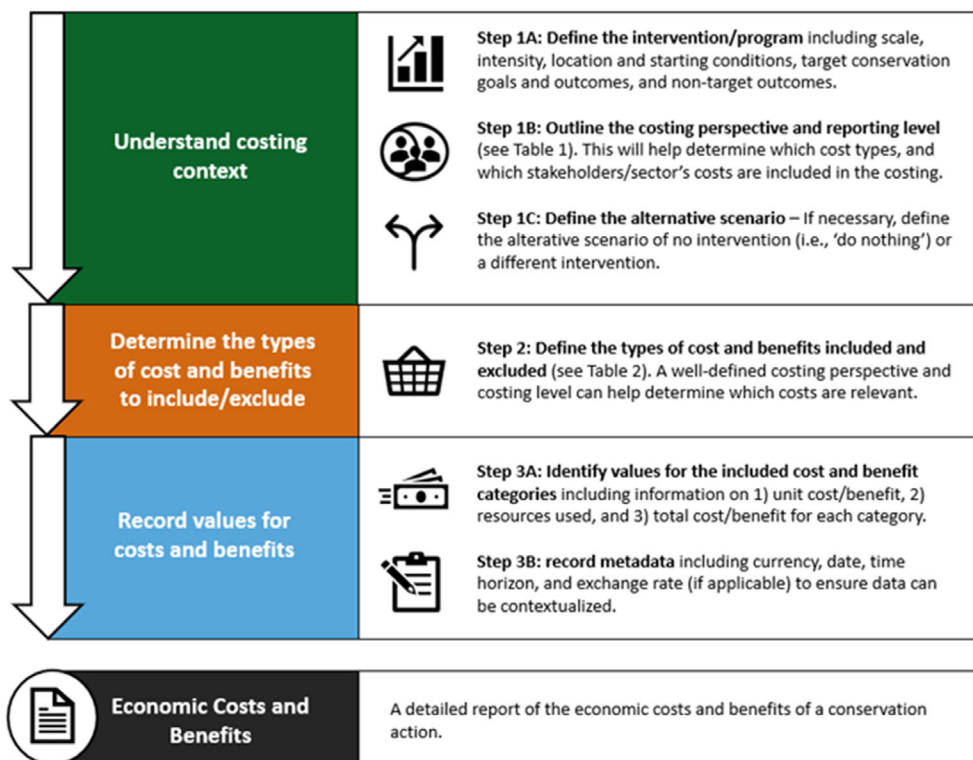 Understand costing
context
Step 1A: Define the intervention/program including scale,
intensity, location and starting conditions, target conservation
goals and outcomes, and non-target outcomes.
Step 1B: Outline the costing perspective and reporting level
(see Table 1). This will help determine which cost types, and
which stakeholders/sector's costs are included in the costing.
Step 1C: Define the alternative scenario – If necessary, define
the alterative scenario of no intervention (i.e., 'do nothing') or
a different intervention.
Determine the types
of cost and benefits
to include/exclude
Step 2: Define the types of cost and benefits included and
excluded (see Table 2). A well-defined costing perspective and
costing level can help determine which costs are relevant.
Record values for
costs and benefits
Step 3A: Identify values for the included cost and benefit
categories including information on 1) unit cost/benefit, 2)
resources used, and 3) total cost/benefit for each category.
Step 3B: record metadata including currency, date, time
horizon, and exchange rate (if applicable) to ensure data can
be contextualized.
Economic Costs and
Benefits
A detailed report of the economic costs and benefits of a conservation
action.